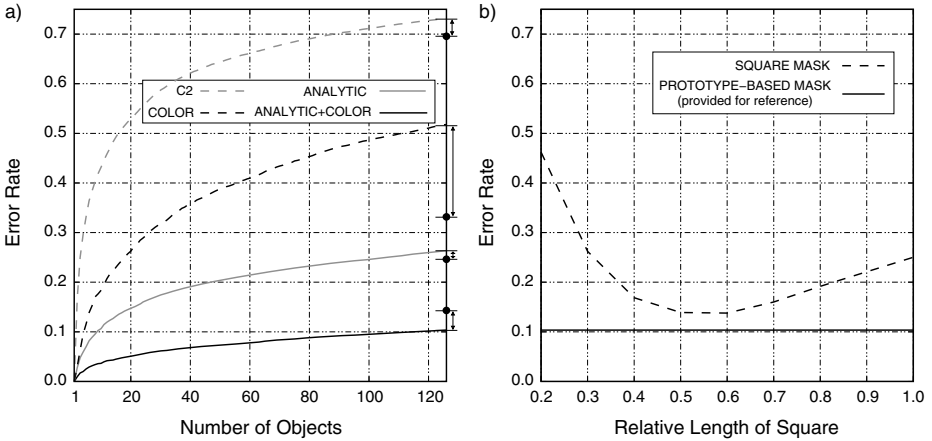 a)
0.7
0.6
0.5
0.4
0.3
0.2
0.1
0.0
Error Rate
C2
ANALYTIC
COLOR
ANALYTIC+COLOR
1 20 40 60 80 100 120
Number of Objects
b)
0.7
0.6
0.5
0.4
0.3
0.2
0.1
0.0
Error Rate
SQUARE MASK
PROTOTYPE-BASED MASK
(provided for reference)
0.2 0.3 0.4 0.5 0.6 0.7 0.8 0.9 1.0
Relative Length of Square